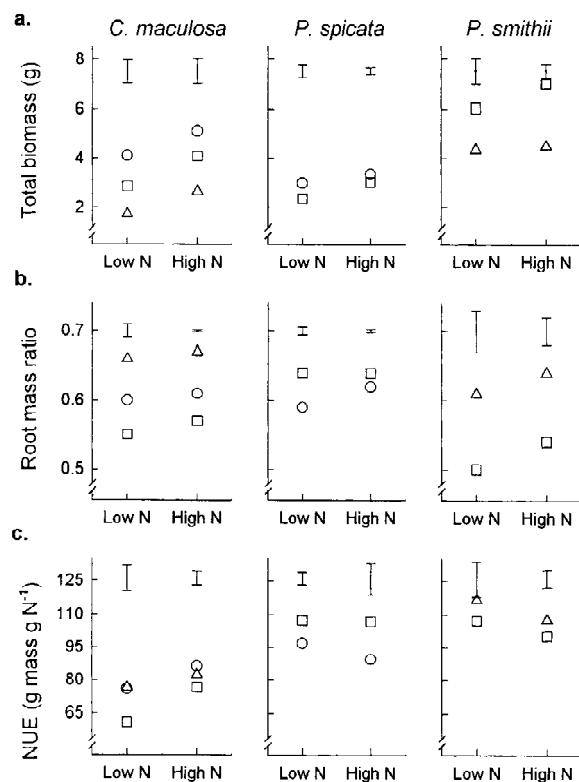 a.
C. maculosa
P. spicata
P. smithii
Total biomass (g)
8
6
4
2
Low N High N
Low N High N
Low N High N
b.
Root mass ratio
0.7
0.6
0.5
Low N High N
Low N High N
Low N High N
c.
NUE (g mass g N⁻¹)
125
110
95
80
65
Low N High N
Low N High N
Low N High N